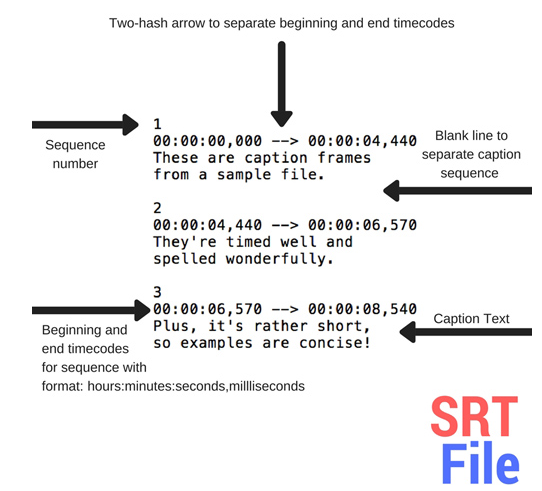 Two-hash arrow to separate beginning and end timecodes
1
00:00:00,000 --> 00:00:04,440
These are caption frames
from a sample file.
Sequence
number
Blank line to
separate caption
sequence
2
00:00:04,440 --> 00:00:06,570
They're timed well and
spelled wonderfully.
3
00:00:06,570 --> 00:00:08,540
Plus, it's rather short,
so examples are concise!
Beginning and
end timecodes
for sequence with
format: hours:minutes:seconds,millliseconds
Caption Text
SRT
File